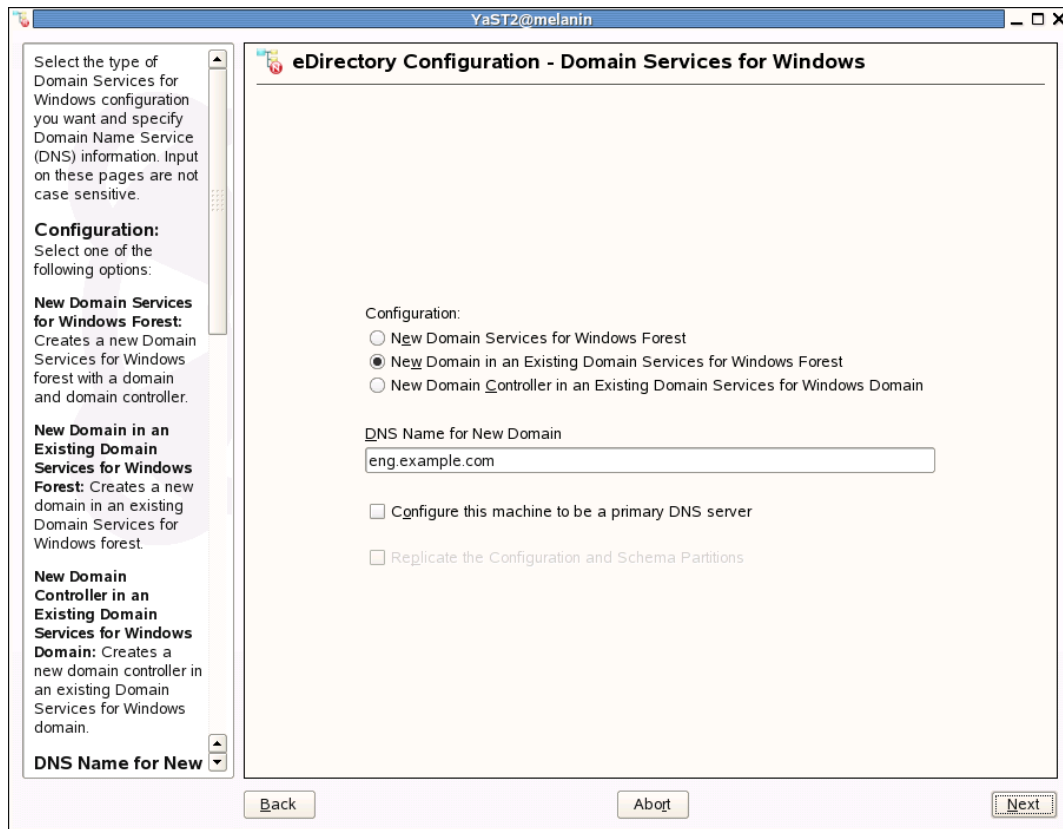 YaST2@melanin
Select the type of
Domain Services for
Windows configuration
you want and specify
Domain Name Service
(DNS) information. Input
on these pages are not
case sensitive.
Configuration:
Select one of the
following options:
New Domain Services
for Windows Forest:
Creates a new Domain
Services for Windows
forest with a domain
and domain controller.
New Domain in an
Existing Domain
Services for Windows
Forest: Creates a new
domain in an existing
Domain Services for
Windows forest.
New Domain
Controller in an
Existing Domain
Services for Windows
Domain: Creates a
new domain controller in
an existing Domain
Services for Windows
domain.
DNS Name for New
eDirectory Configuration - Domain Services for Windows
Configuration:
New Domain Services for Windows Forest
New Domain in an Existing Domain Services for Windows Forest
New Domain Controller in an Existing Domain Services for Windows Domain
DNS Name for New Domain
eng.example.com
Configure this machine to be a primary DNS server
Replicate the Configuration and Schema Partitions
Back
Abort
Next